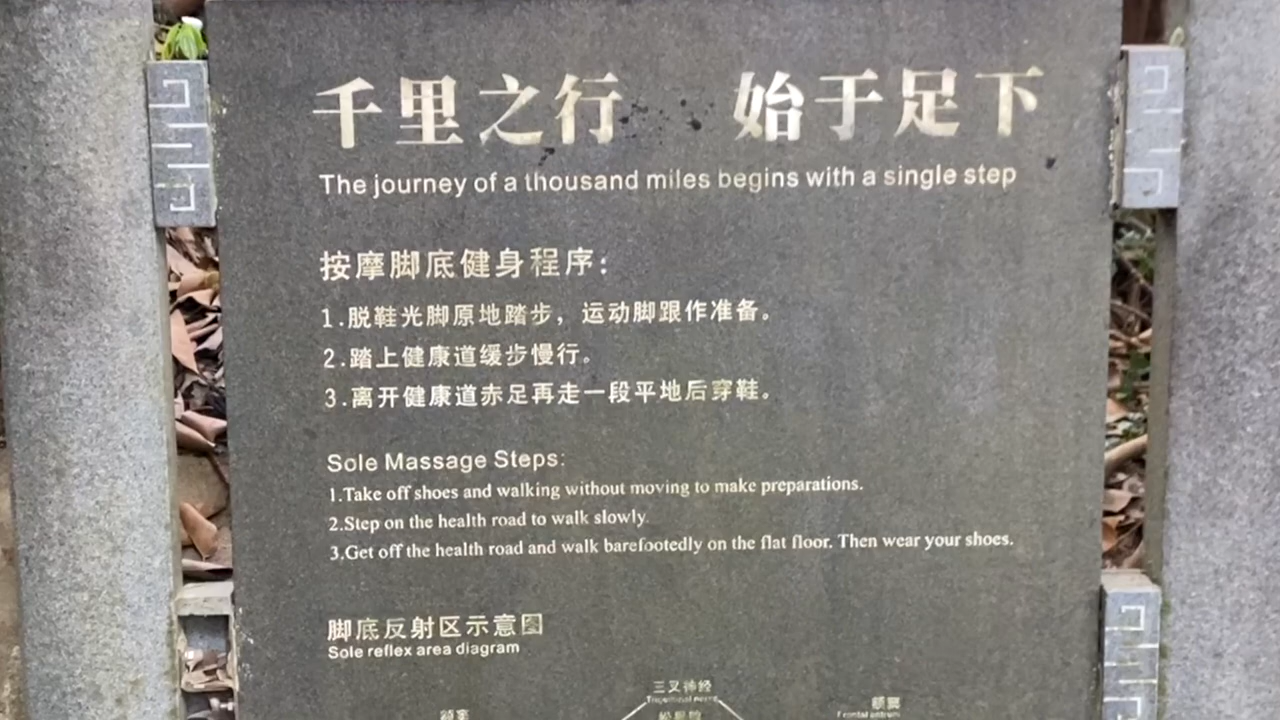 千里之行 始于足下
The journey of a thousand miles begins with a single step
按摩脚底健身程序:
1.脱鞋光脚原地踏步，运动脚跟作准备。
2.踏上健康道缓步慢行。
3.离开健康道赤足再走一段平地后穿鞋。
Sole Massage Steps:
1.Take off shoes and walking without moving to make preparations.
2.Step on the health road to walk slowly.
3.Get off the health road and walk barefootedly on the flat floor. Then wear your shoes.
脚底反射区示意图
Sole reflex area diagram
三叉神经
Trigeminal nerve
额窦
Frontal antrum
额窦